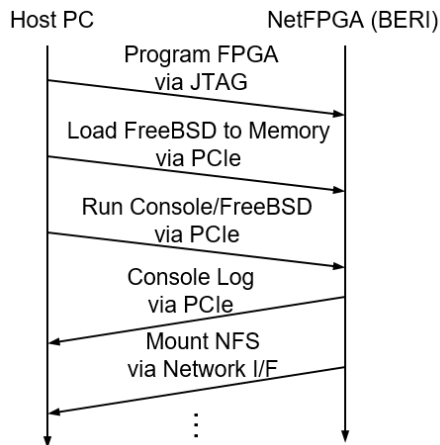 Host PC
NetFPGA (BERI)
Program FPGA
via JTAG
Load FreeBSD to Memory
via PCIe
Run Console/FreeBSD
via PCIe
Console Log
via PCIe
Mount NFS
via Network I/F
⋮